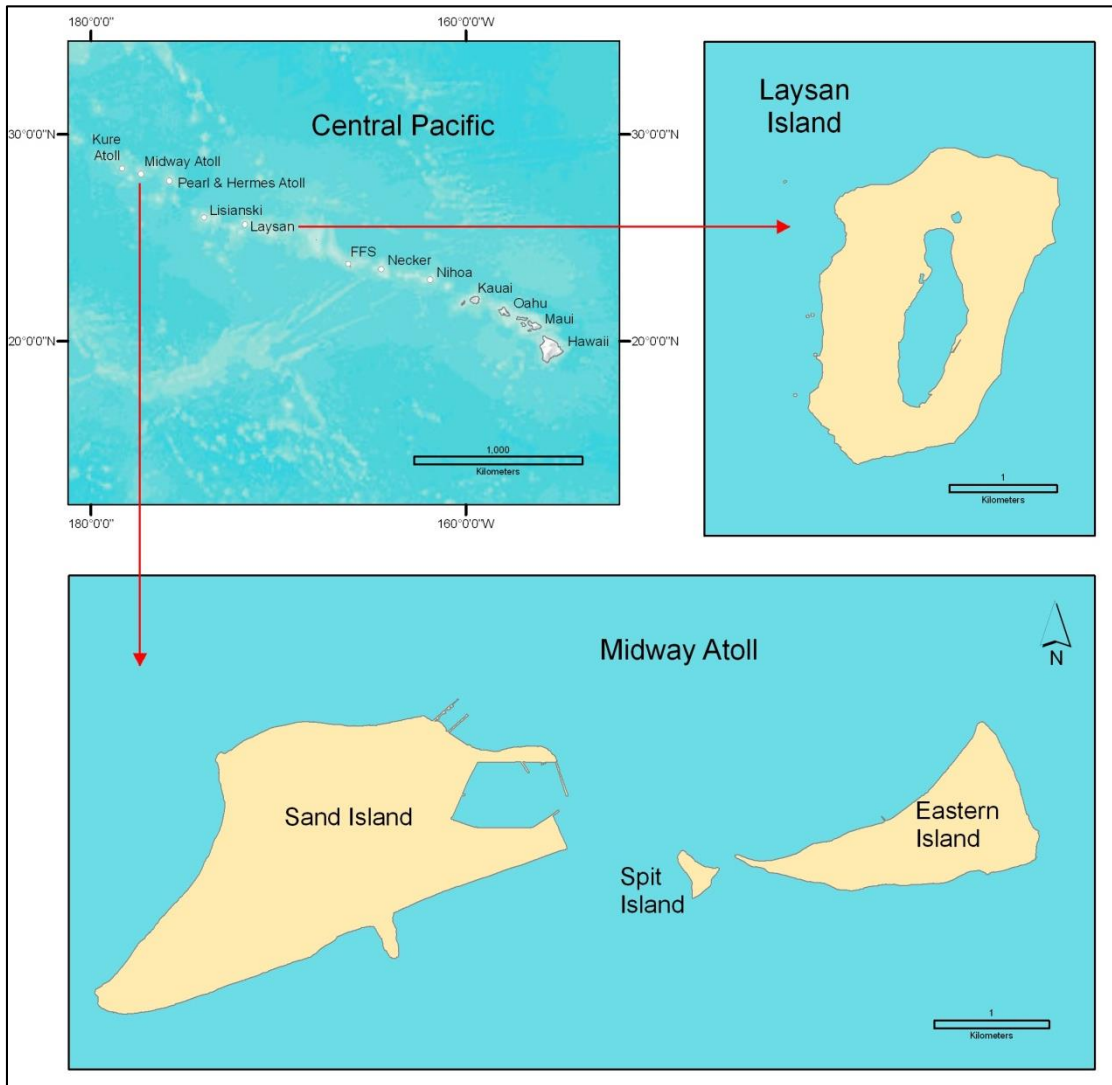 180°0'0"
160°0'0"W
Central Pacific
30°0'0"N
30°0'0"N
Kure
Atoll
Midway Atoll
Pearl & Hermes Atoll
Lisianski
Laysan
FFS
Necker
Nihoa
Kauai
Oahu
Maui
Hawaii
20°0'0"N
20°0'0"N
1,000
Kilometers
180°0'0"
160°0'0"W
Laysan
Island
1
Kilometers
Midway Atoll
N
Sand Island
Spit
Island
Eastern
Island
1
Kilometers